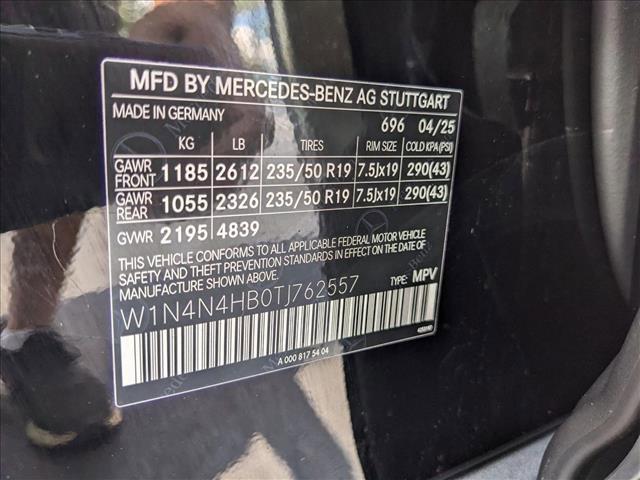 MFD BY MERCEDES-BENZ AG STUTTGART
MADE IN GERMANY
696 04/25
KG LB TIRES RIM SIZE COLD KPA(PSI)
GAWR FRONT 1185 2612 235/50 R19 7.5Jx19 290(43)
GAWR REAR 1055 2326 235/50 R19 7.5Jx19 290(43)
GVWR 2195 4839
THIS VEHICLE CONFORMS TO ALL APPLICABLE FEDERAL MOTOR VEHICLE
SAFETY AND THEFT PREVENTION STANDARDS IN EFFECT ON THE DATE OF
MANUFACTURE SHOWN ABOVE.
W1N4N4HB0TJ762557 TYPE: MPV
A 000 817 54 04